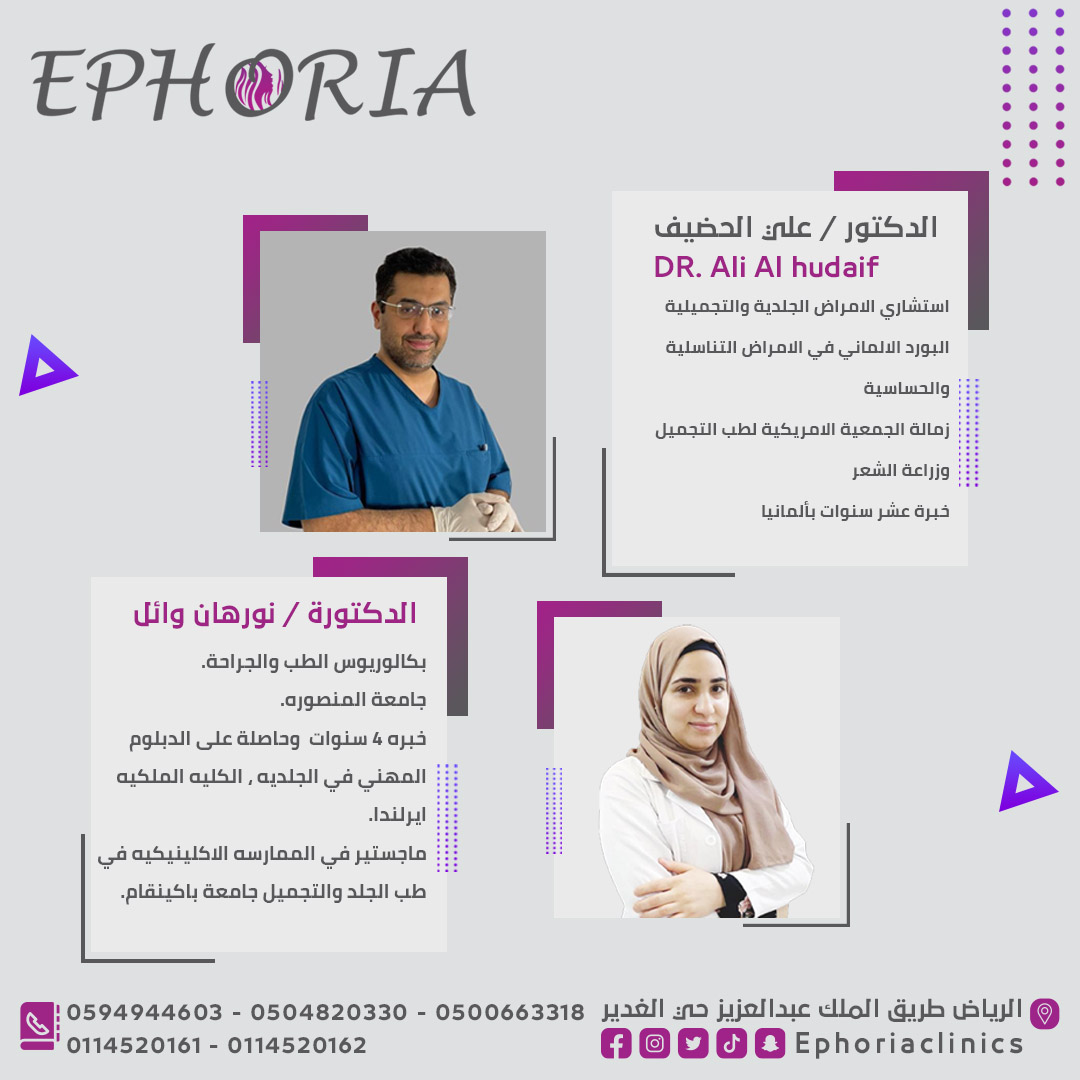 EPHORIA
الدكتور / علي الحضيف
DR. Ali Al hudaif
استشاري الامراض الجلدية والتجميلية
البورد الالماني في الامراض التناسلية
والحساسية
زمالة الجمعية الامريكية لطب التجميل
وزراعة الشعر
خبرة عشر سنوات بألمانيا
الدكتورة / نورهان وائل
بكالوريوس الطب والجراحة.
جامعة المنصوره.
خبره 4 سنوات وحاصلة على الدبلوم
المهني في الجلديه ، الكليه الملكيه
ايرلندا.
ماجستير في الممارسه الاكلينيكيه في
طب الجلد والتجميل جامعة باكينقام.
الرياض طريق الملك عبدالعزيز حي الغدير
Ephoriaclinics
0594944603 - 0504820330 - 0500663318
0114520161 - 0114520162